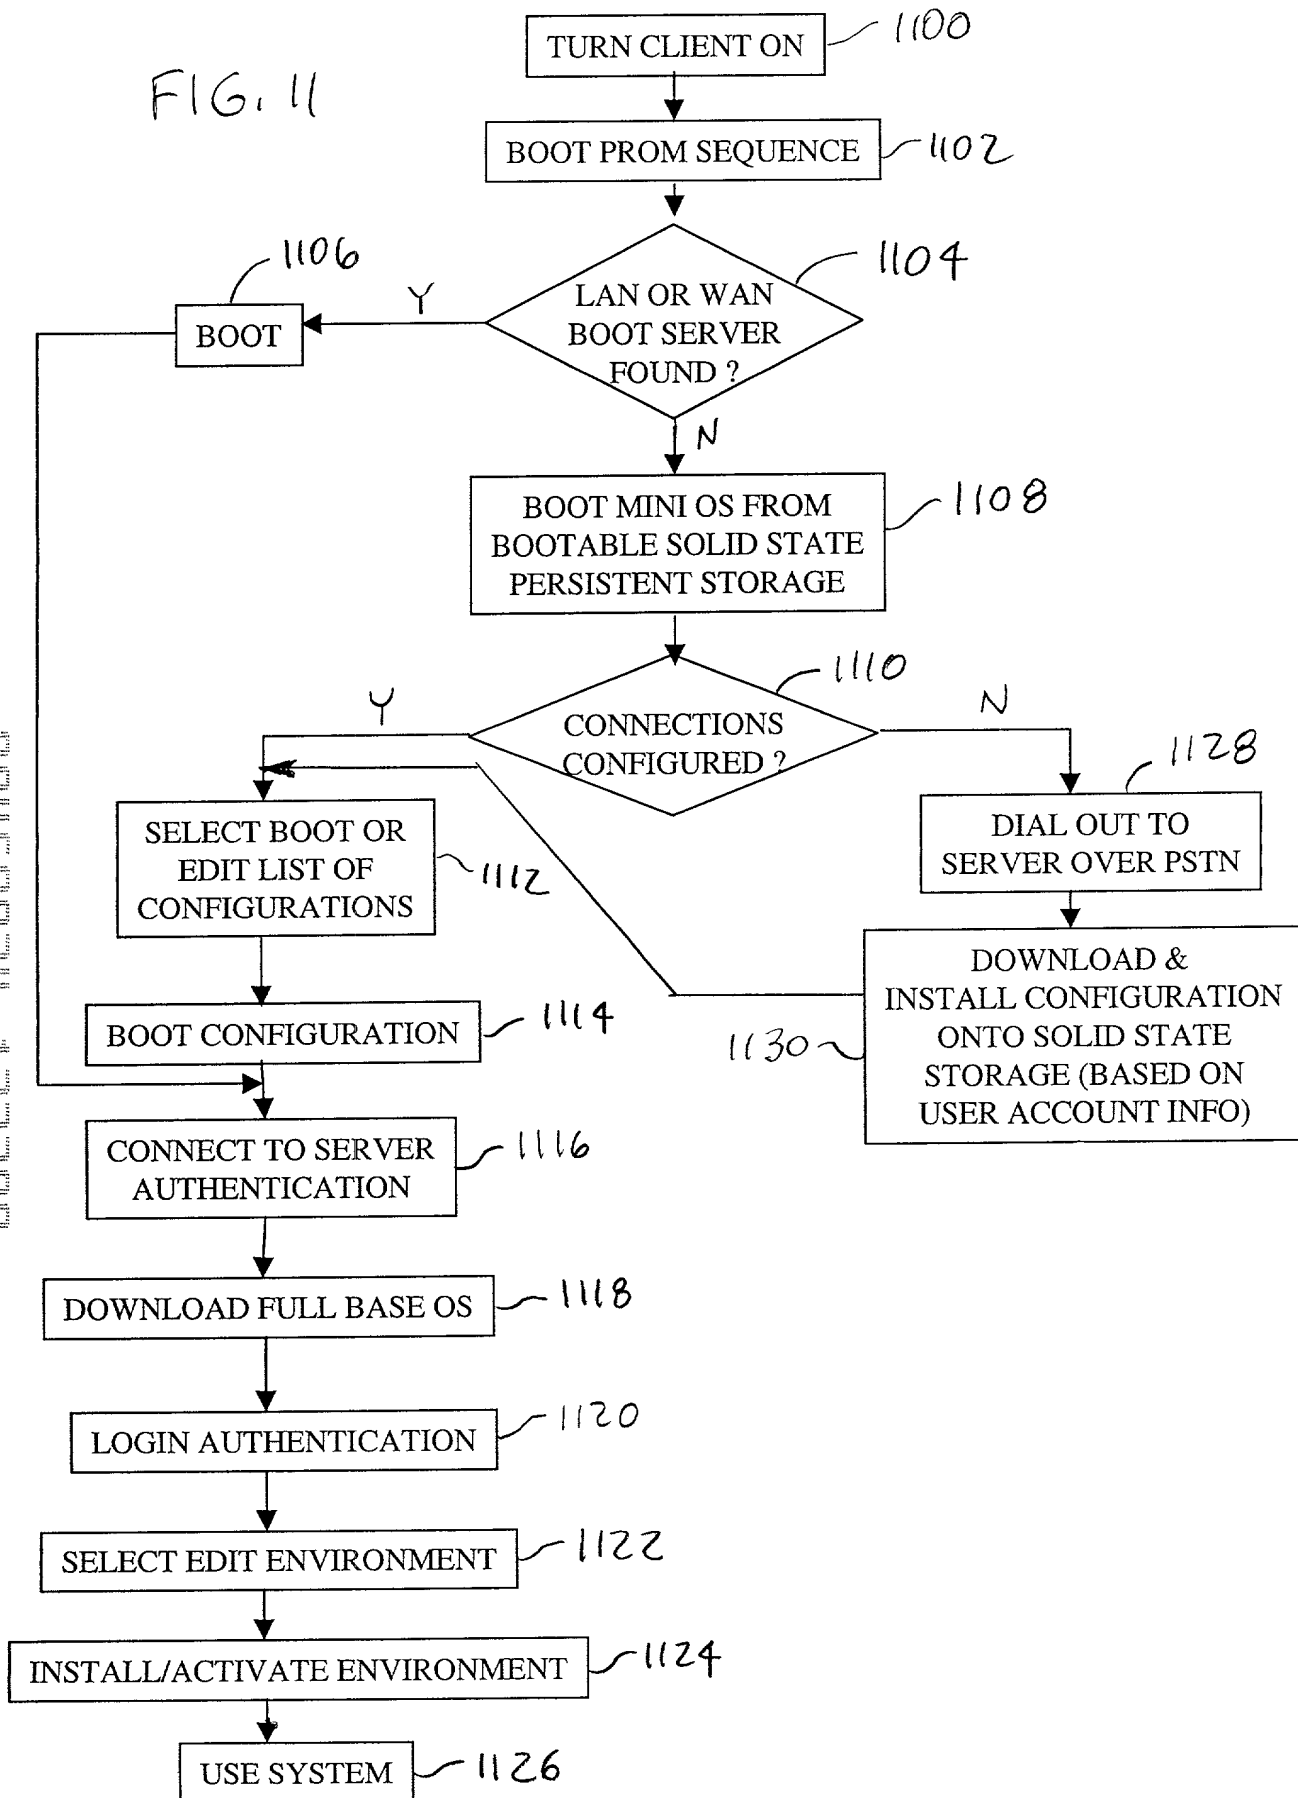 FIG. 11
TURN CLIENT ON
1100
BOOT PROM SEQUENCE
1102
LAN OR WAN
BOOT SERVER
FOUND ?
1104
Y
BOOT
1106
N
BOOT MINI OS FROM
BOOTABLE SOLID STATE
PERSISTENT STORAGE
1108
CONNECTIONS
CONFIGURED ?
1110
Y
N
SELECT BOOT OR
EDIT LIST OF
CONFIGURATIONS
1112
DIAL OUT TO
SERVER OVER PSTN
1128
DOWNLOAD &
INSTALL CONFIGURATION
ONTO SOLID STATE
STORAGE (BASED ON
USER ACCOUNT INFO)
1130
BOOT CONFIGURATION
1114
CONNECT TO SERVER
AUTHENTICATION
1116
DOWNLOAD FULL BASE OS
1118
LOGIN AUTHENTICATION
1120
SELECT EDIT ENVIRONMENT
1122
INSTALL/ACTIVATE ENVIRONMENT
1124
USE SYSTEM
1126